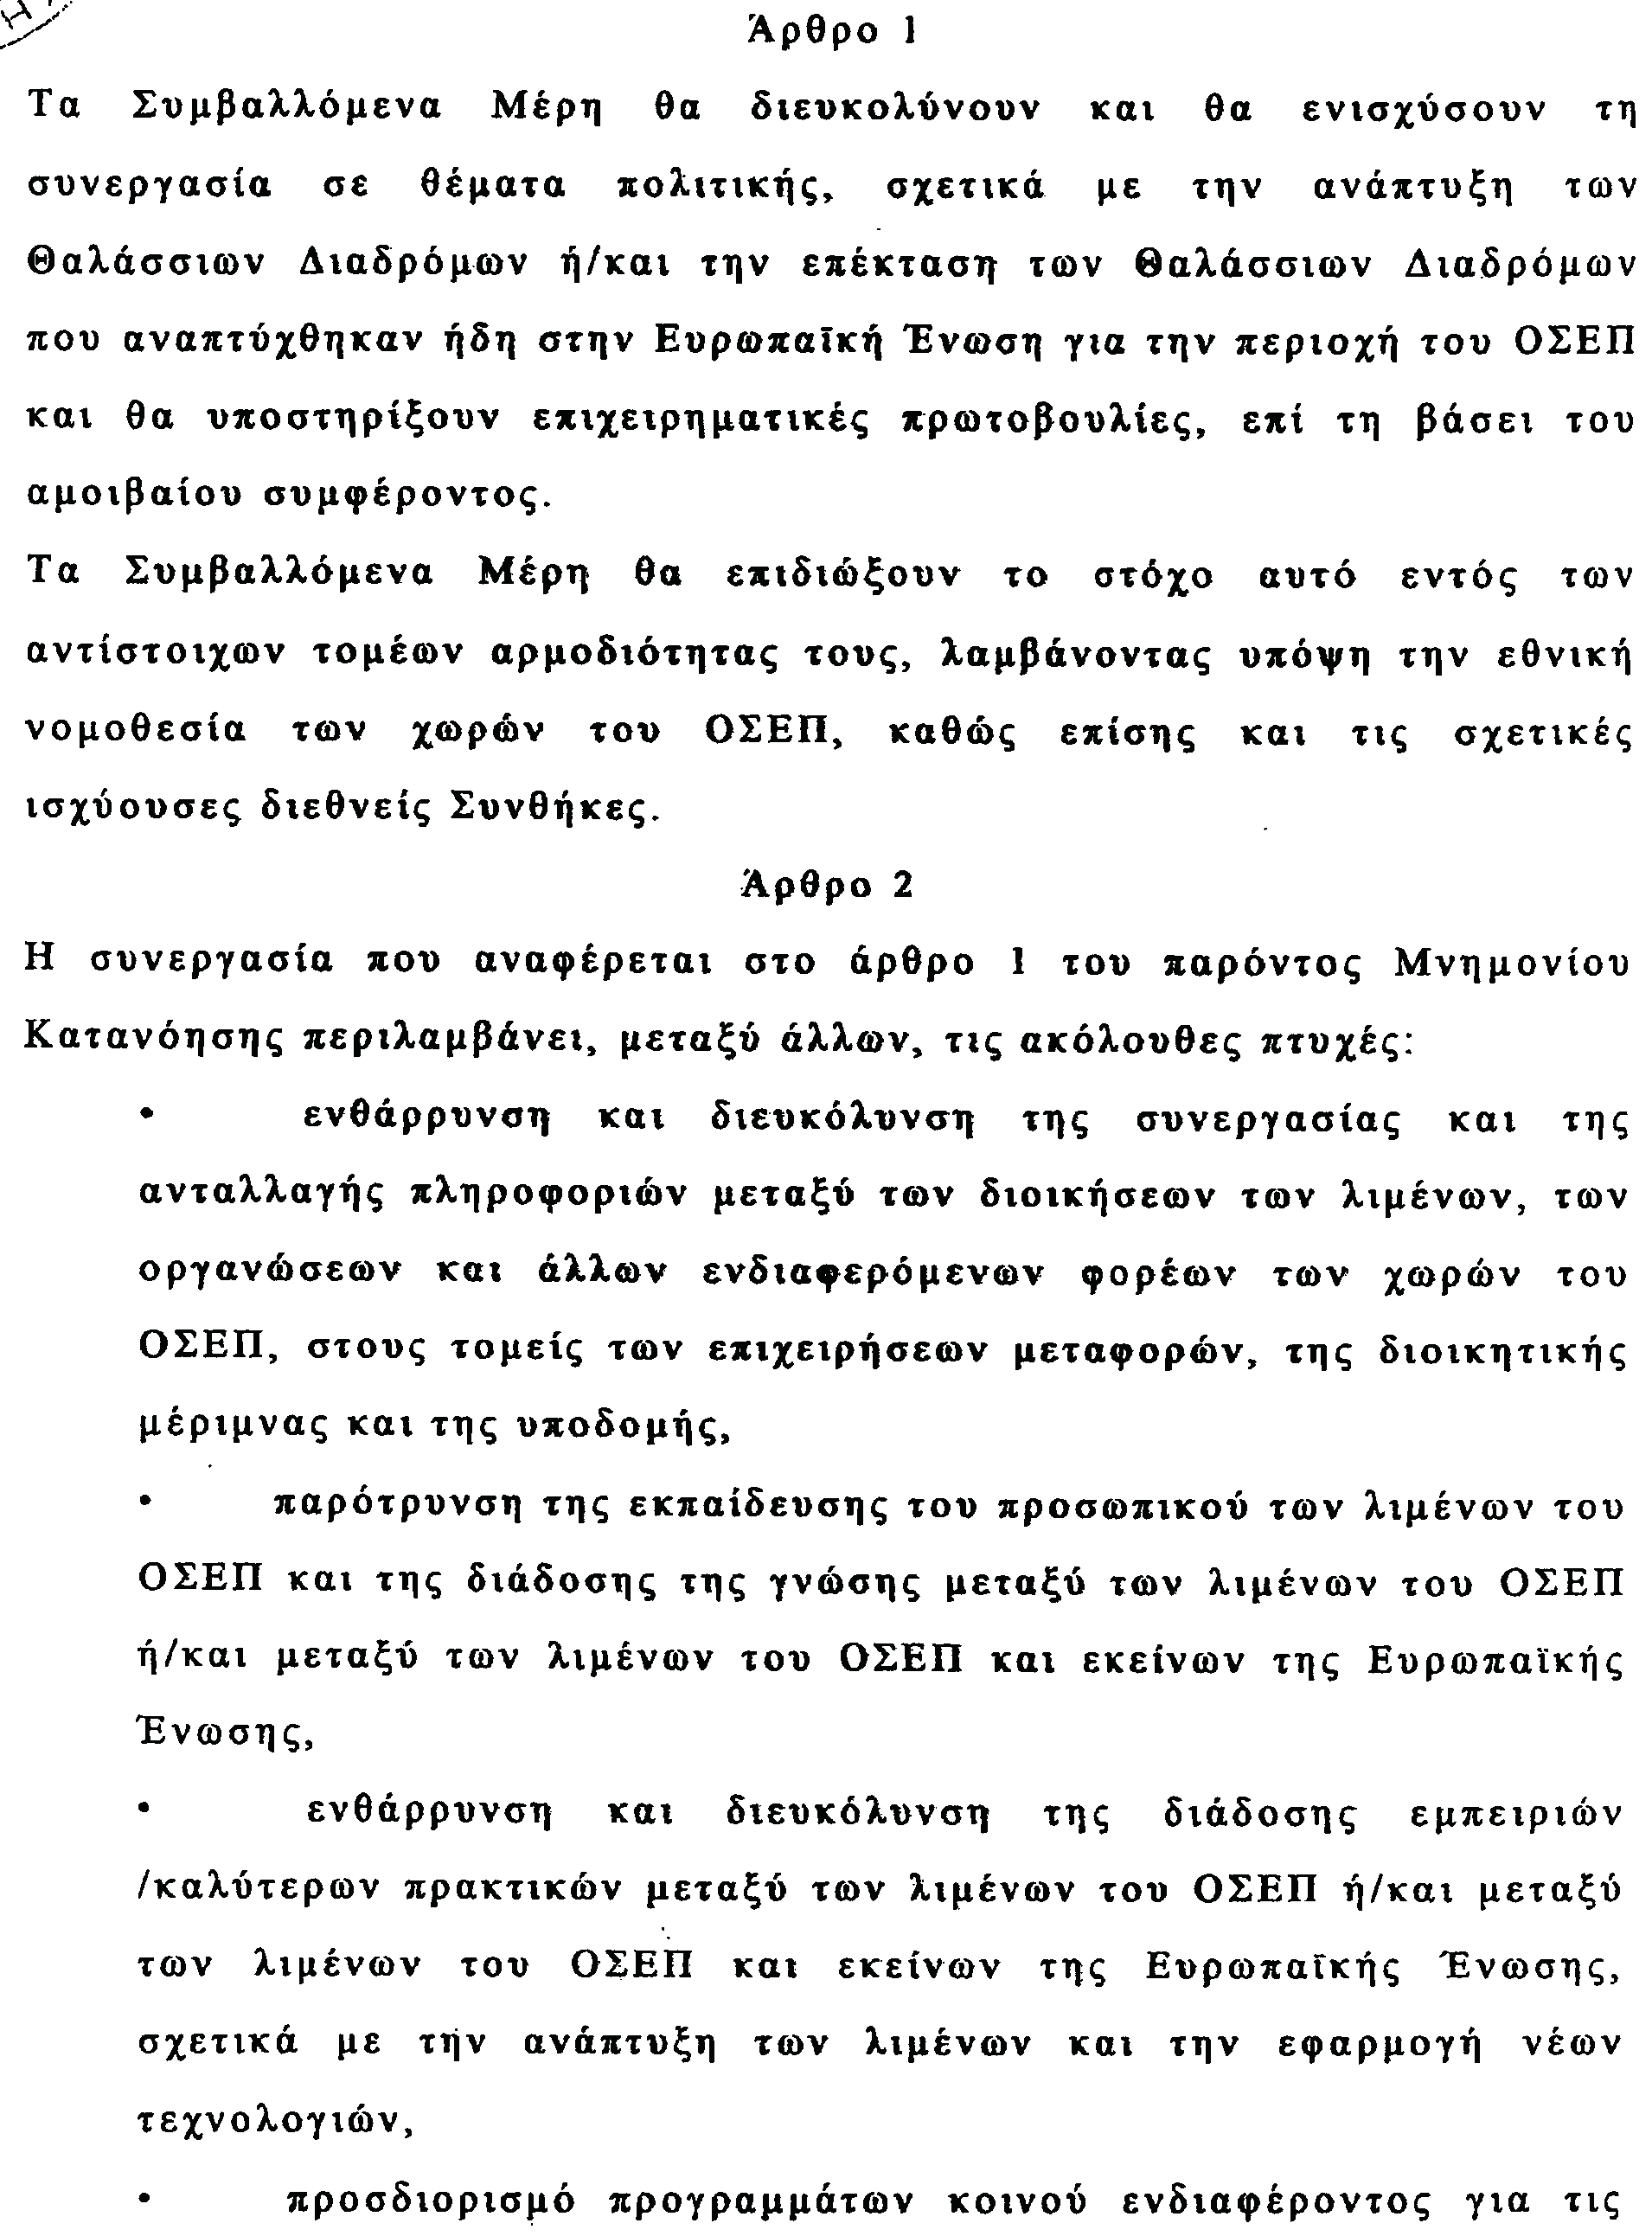 Άρθρο 1
Τα Συμβαλλόμενα Μέρη θα διευκολύνουν και θα ενισχύσουν τη
συνεργασία σε θέματα πολιτικής, σχετικά με την ανάπτυξη των
Θαλάσσιων Διαδρόμων ή/και την επέκταση των Θαλάσσιων Διαδρόμων
που αναπτύχθηκαν ήδη στην Ευρωπαϊκή Ένωση για την περιοχή του ΟΣΕΠ
και θα υποστηρίξουν επιχειρηματικές πρωτοβουλίες, επί τη βάσει του
αμοιβαίου συμφέροντος.
Τα Συμβαλλόμενα Μέρη θα επιδιώξουν το στόχο αυτό εντός των
αντίστοιχων τομέων αρμοδιότητας τους, λαμβάνοντας υπόψη την εθνική
νομοθεσία των χωρών του ΟΣΕΠ, καθώς επίσης και τις σχετικές
ισχύουσες διεθνείς Συνθήκες.
Άρθρο 2
Η συνεργασία που αναφέρεται στο άρθρο 1 του παρόντος Μνημονίου
Κατανόησης περιλαμβάνει, μεταξύ άλλων, τις ακόλουθες πτυχές:
• ενθάρρυνση και διευκόλυνση της συνεργασίας και της
ανταλλαγής πληροφοριών μεταξύ των διοικήσεων των λιμένων, των
οργανώσεων και άλλων ενδιαφερόμενων φορέων των χωρών του
ΟΣΕΠ, στους τομείς των επιχειρήσεων μεταφορών, της διοικητικής
μέριμνας και της υποδομής,
• παρότρυνση της εκπαίδευσης του προσωπικού των λιμένων του
ΟΣΕΠ και της διάδοσης της γνώσης μεταξύ των λιμένων του ΟΣΕΠ
ή/και μεταξύ των λιμένων του ΟΣΕΠ και εκείνων της Ευρωπαϊκής
Ένωσης,
• ενθάρρυνση και διευκόλυνση της διάδοσης εμπειριών
/καλύτερων πρακτικών μεταξύ των λιμένων του ΟΣΕΠ ή/και μεταξύ
των λιμένων του ΟΣΕΠ και εκείνων της Ευρωπαϊκής Ένωσης,
σχετικά με την ανάπτυξη των λιμένων και την εφαρμογή νέων
τεχνολογιών,
• προσδιορισμό προγραμμάτων κοινού ενδιαφέροντος για τις